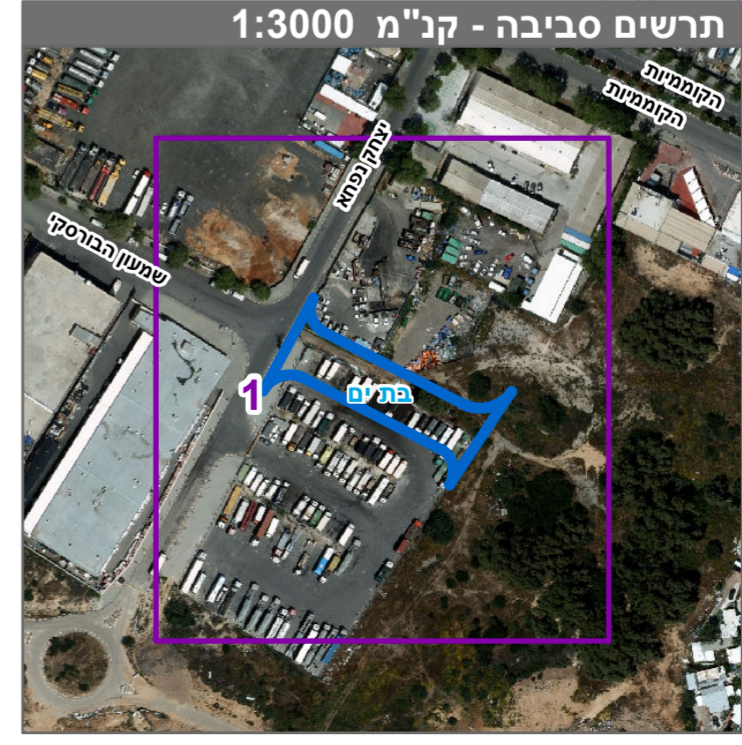 תרשים סביבה - קנ"מ 1:3000
הקוממיות
הקוממיות
יצחק נפחא
שמעון הבורסקי
1
בת ים